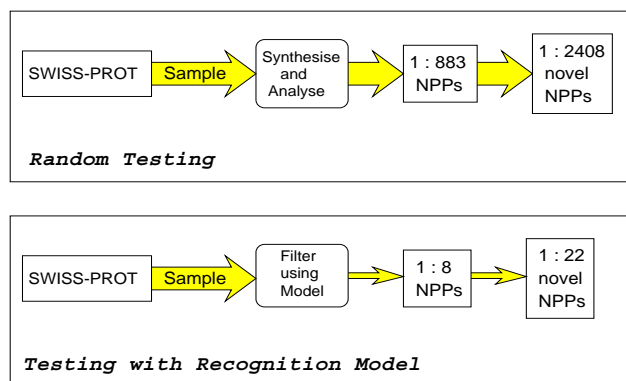 SWISS-PROT
Sample
Synthesise
and
Analyse
1 : 883
NPPs
1 : 2408
novel
NPPs
Random Testing
SWISS-PROT
Sample
Filter
using
Model
1 : 8
NPPs
1 : 22
novel
NPPs
Testing with Recognition Model